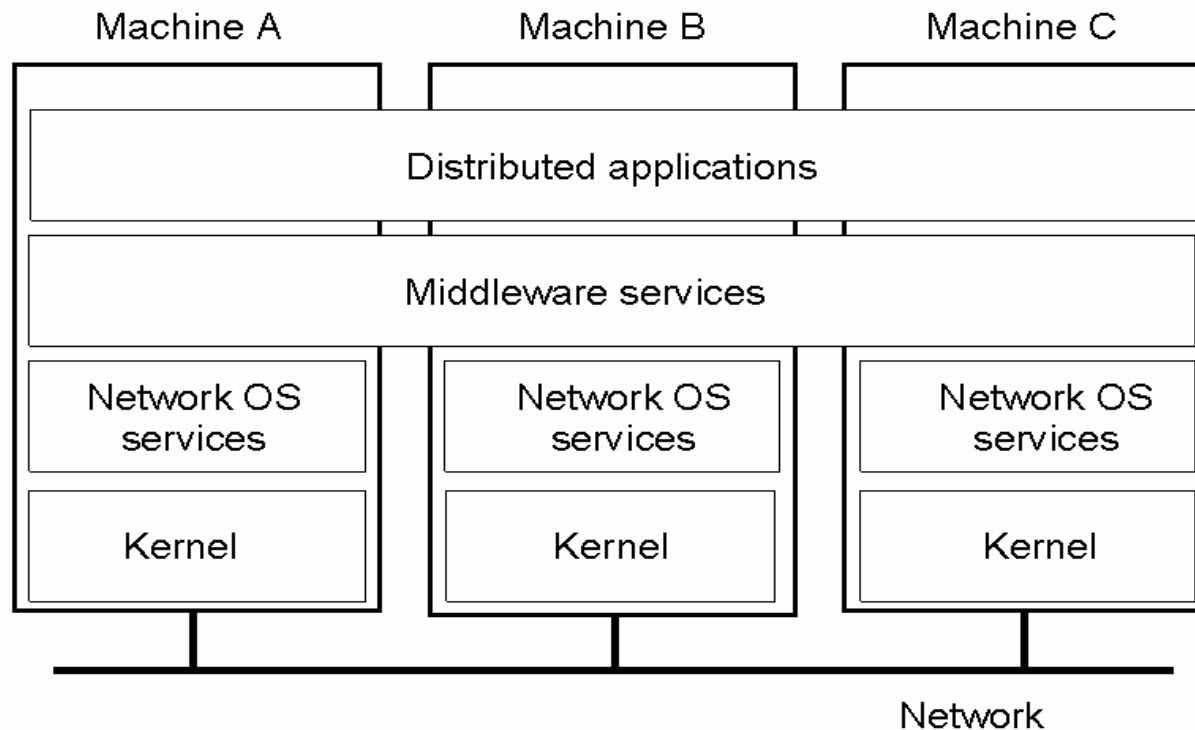 Machine A
Machine B
Machine C
Distributed applications
Middleware services
Network OS
services
Network OS
services
Network OS
services
Kernel
Kernel
Kernel
Network